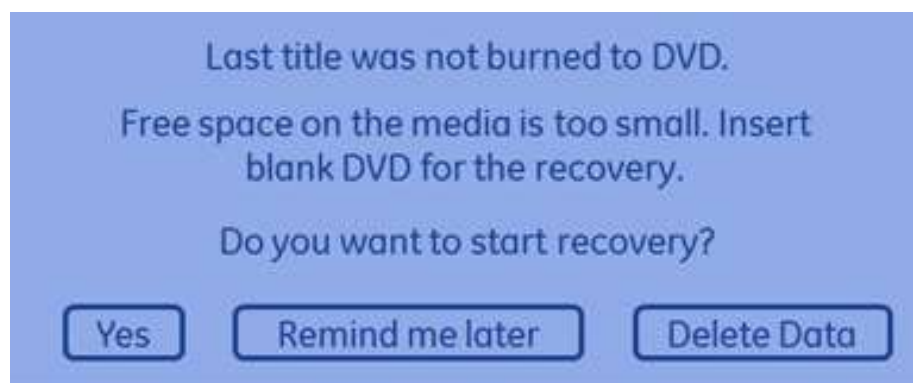 Last title was not burned to DVD.
Free space on the media is too small. Insert
blank DVD for the recovery.
Do you want to start recovery?
Yes Remind me later Delete Data